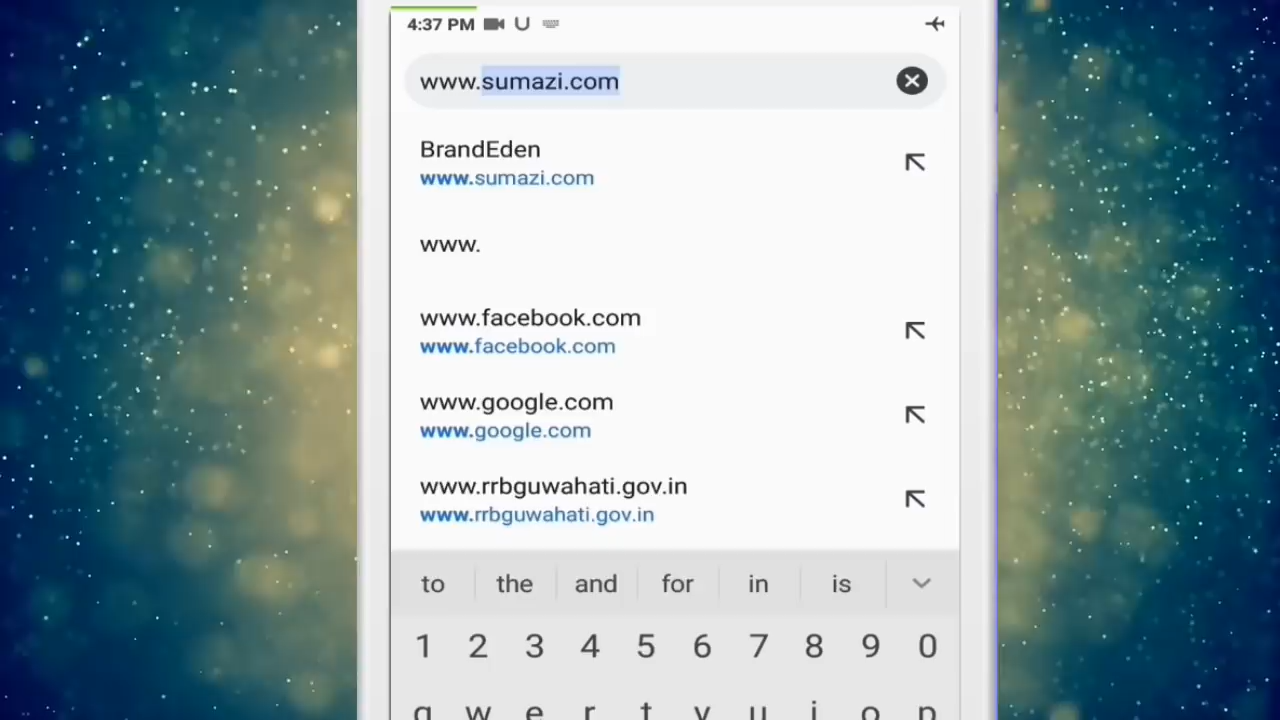 4:37 PM
www.sumazi.com
BrandEden
www.sumazi.com
www.
www.facebook.com
www.facebook.com
www.google.com
www.google.com
www.rrbguwahati.gov.in
www.rrbguwahati.gov.in
to the and for in is
1 2 3 4 5 6 7 8 9 0
q w e r t y u i o p